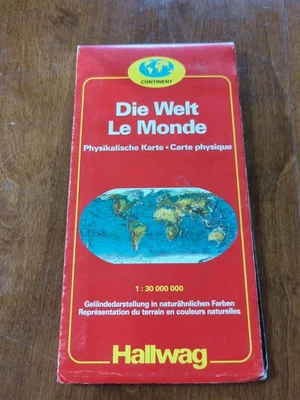 CONTINENT
Die Welt
Le Monde
Physikalische Karte • Carte physique
1 : 30 000 000
Geländedarstellung in naturähnlichen Farben
Représentation du terrain en couleurs naturelles
Hallwag